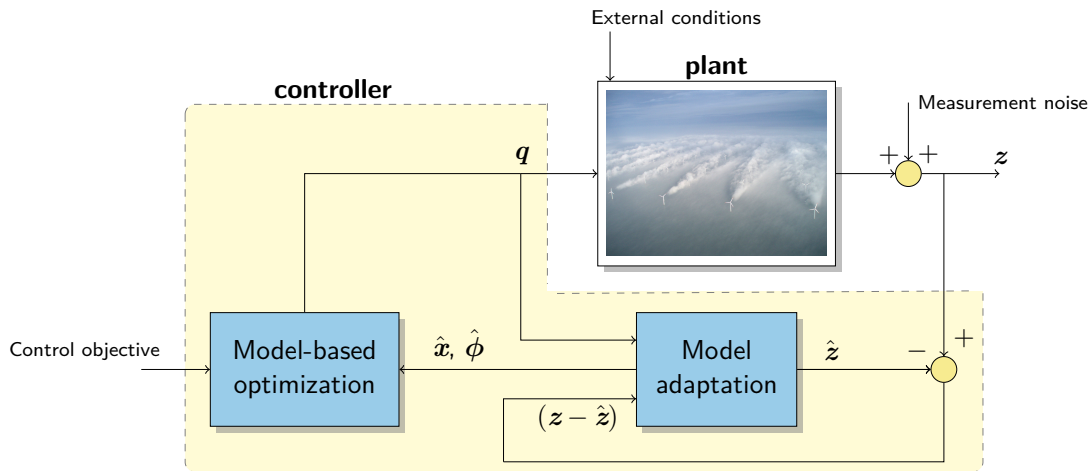 External conditions
plant
controller
Measurement noise
q
+ +
z
Control objective
Model-based
optimization
x̂, ϕ̂
Model
adaptation
ẑ
−
+
(z − ẑ)